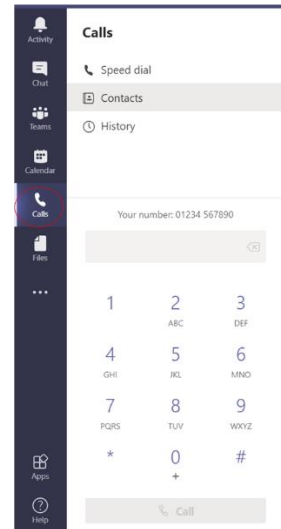 Activity
Chat
Teams
Calendar
Calls
Files
Apps
Help
Calls
Speed dial
Contacts
History
Your number: 01234 567890
1 2 3
ABC DEF
4 5 6
GHI JKL MNO
7 8 9
PQRS TUV WXYZ
* 0 #
+
Call